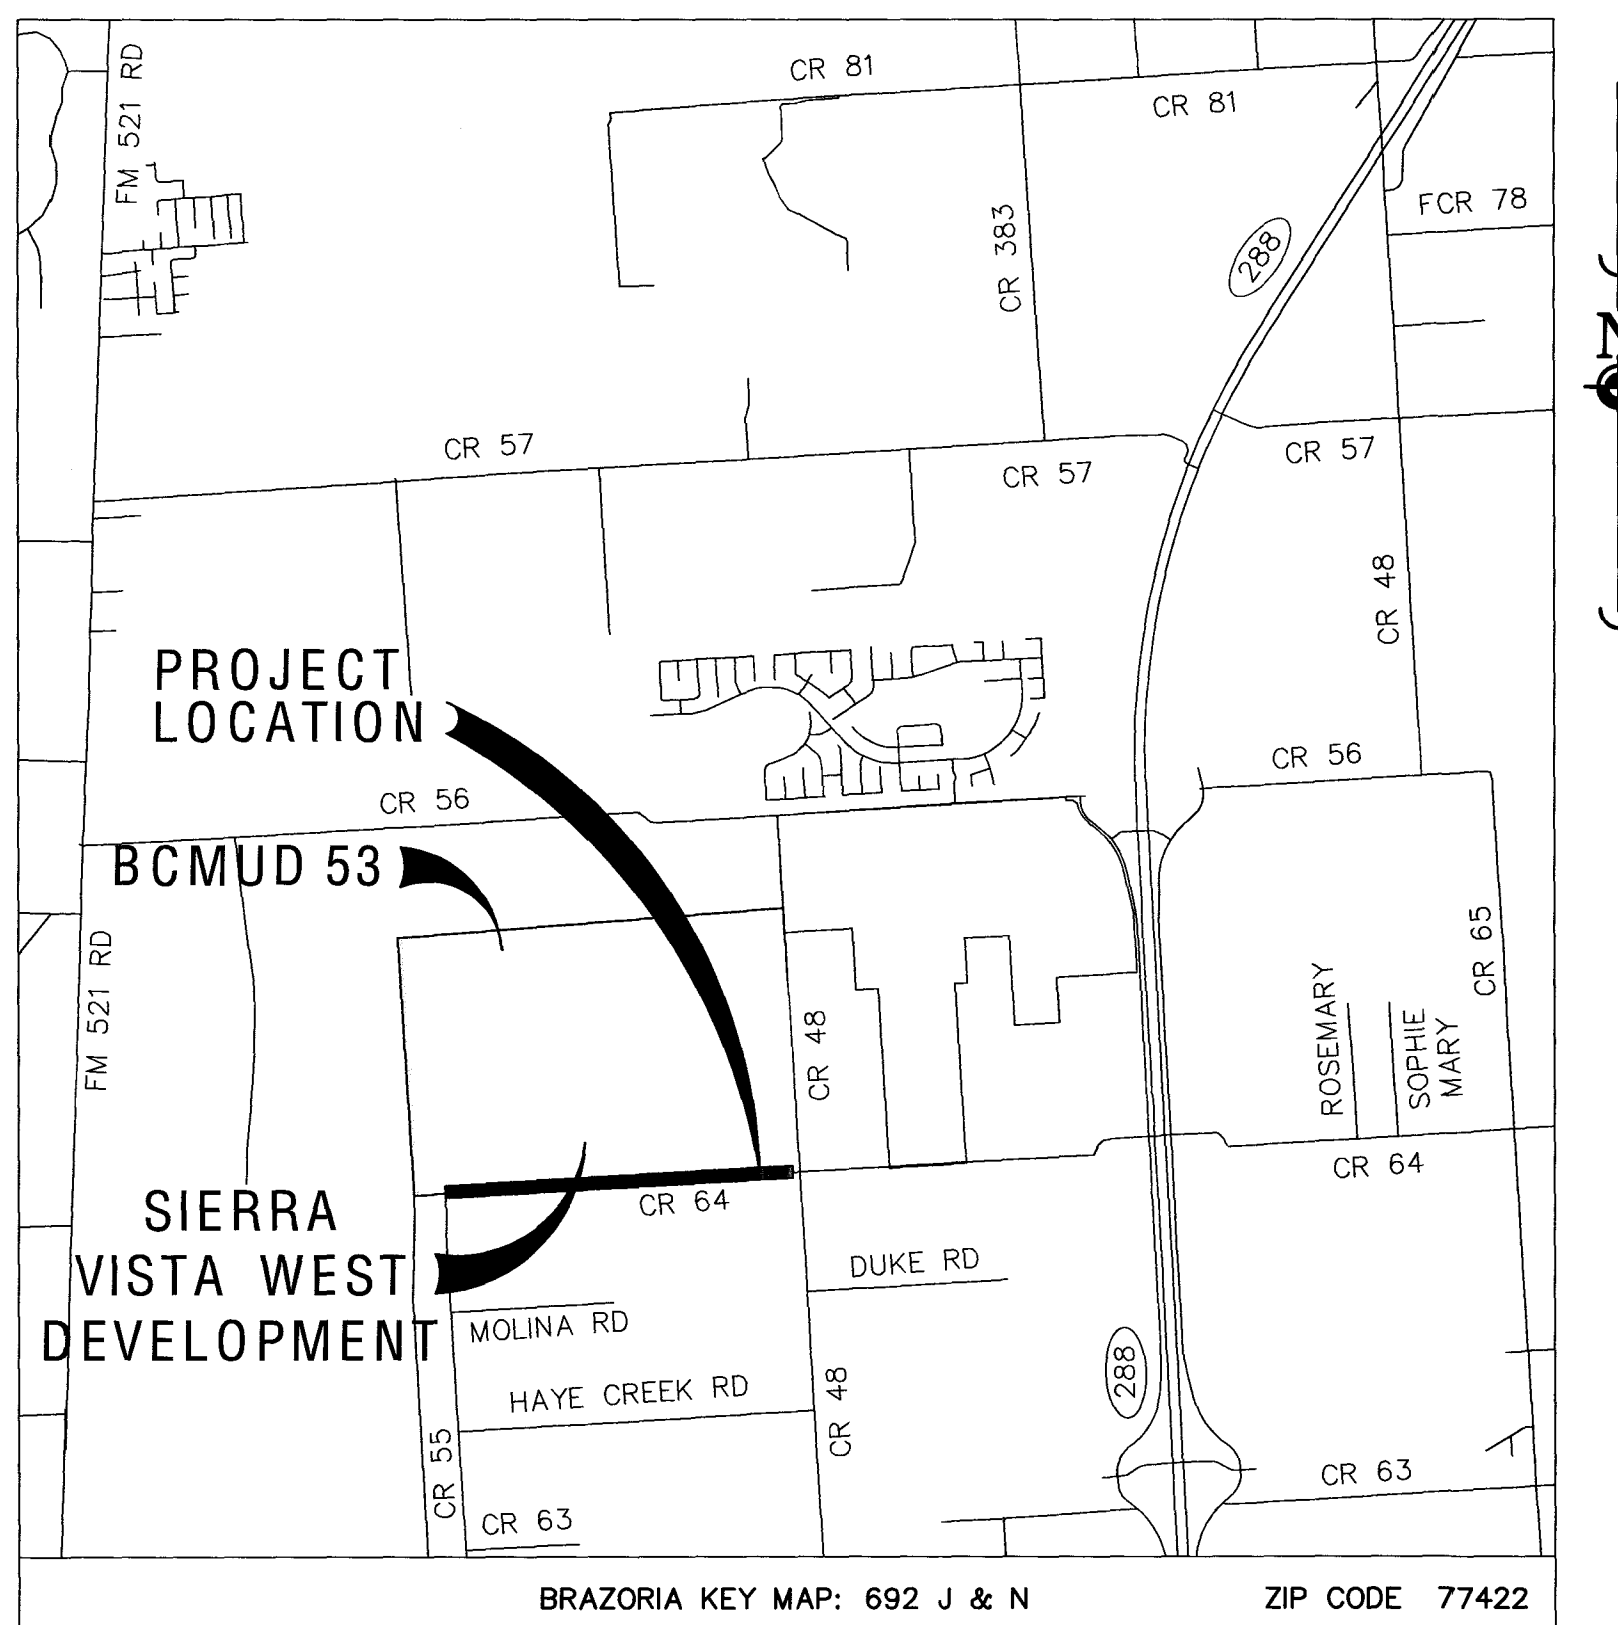 CR 81
FM 521 RD
CR 81
FCR 78
CR 383
288
N
CR 57
CR 57
CR 57
CR 48
PROJECT
LOCATION
CR 56
CR 56
BCMUD 53
CR 65
FM 521 RD
CR 48
ROSEMARY
SOPHIE
MARY
CR 64
CR 64
SIERRA
VISTA WEST
DEVELOPMENT
DUKE RD
MOLINA RD
288
HAYE CREEK RD
CR 48
CR 55
CR 63
CR 63
BRAZORIA KEY MAP: 692 J & N
ZIP CODE 77422